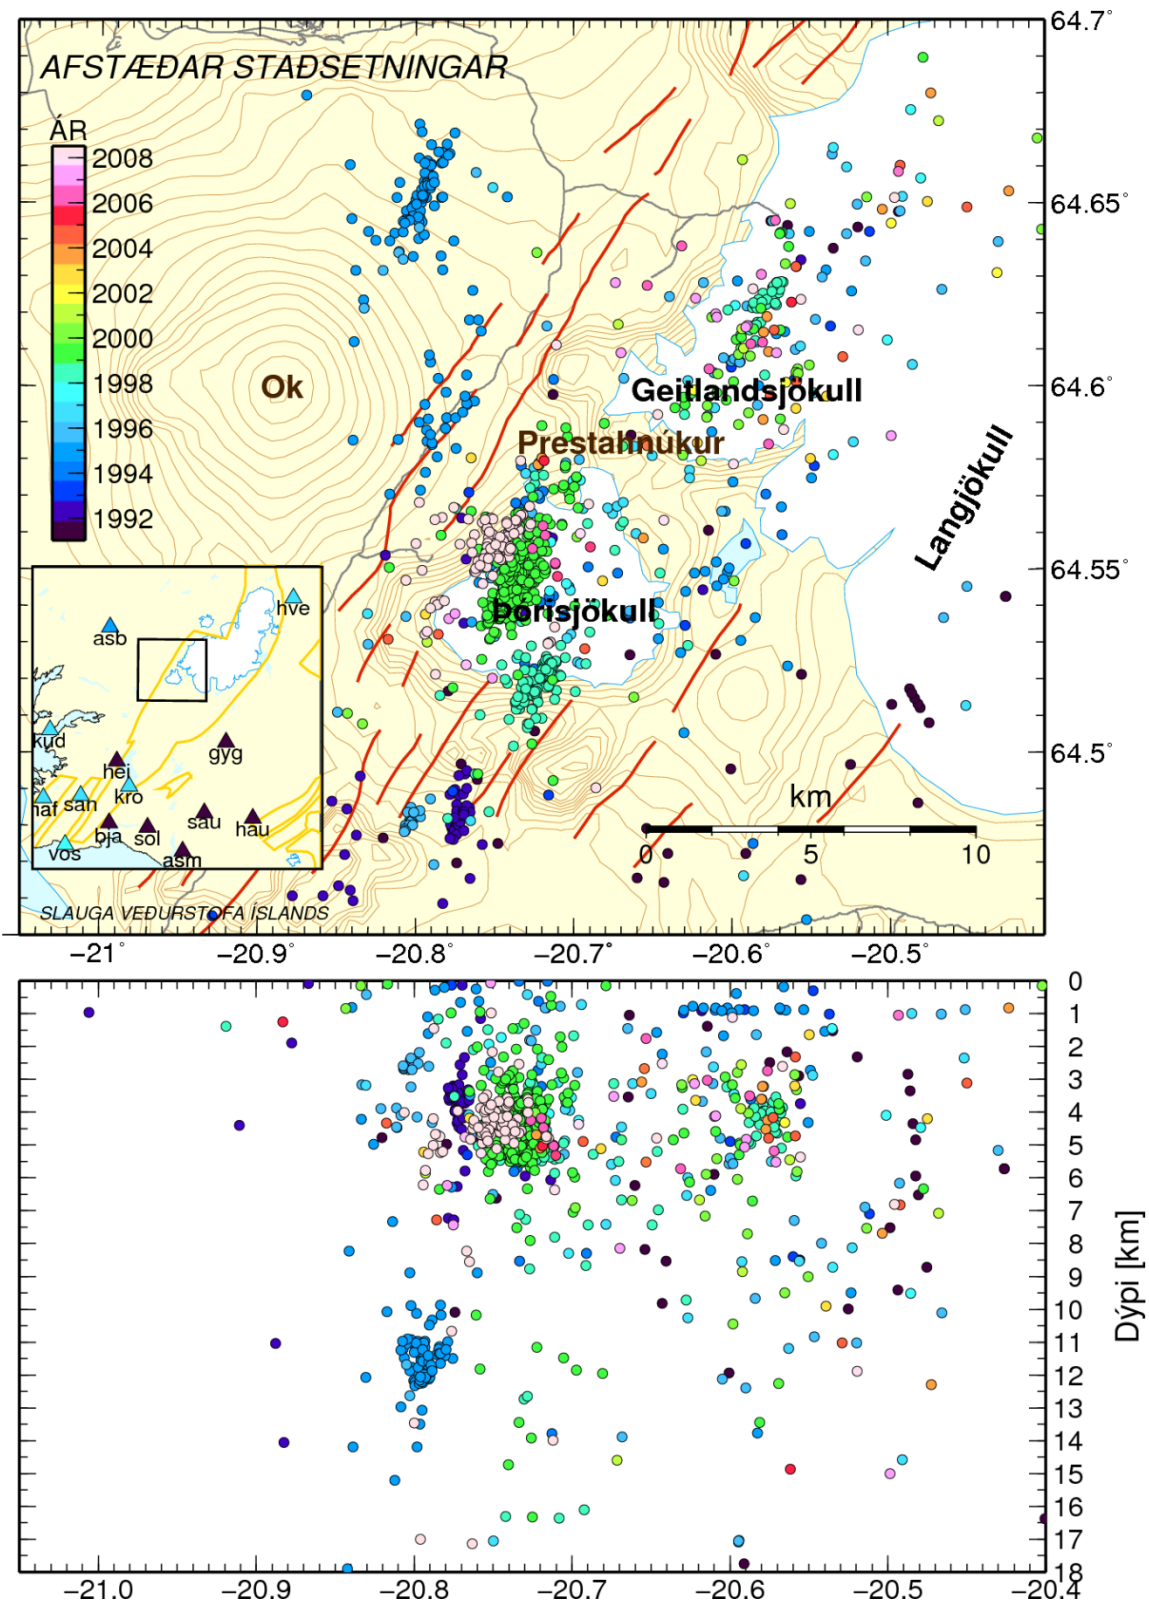 AFSTÆÐAR STAÐSETNINGAR
64.7°
ÁR
2008
2006
2004
2002
2000
1998
1996
1994
1992
64.65°
64.6°
64.55°
64.5°
Ok
Geitlandsjökull
Prestahnúkur
Langjökull
Þórisjökull
hve
asb
kud
gyg
hei
kro
san
haf
bja
sol
sau
hau
vos
asm
km
0 5 10
SLAUGA VEÐURSTOFA ÍSLANDS
−21° −20.9° −20.8° −20.7° −20.6° −20.5°
0
1
2
3
4
5
6
7
8
9
10
11
12
13
14
15
16
17
18
Dýpi [km]
−21.0 −20.9 −20.8 −20.7 −20.6 −20.5 −20.4